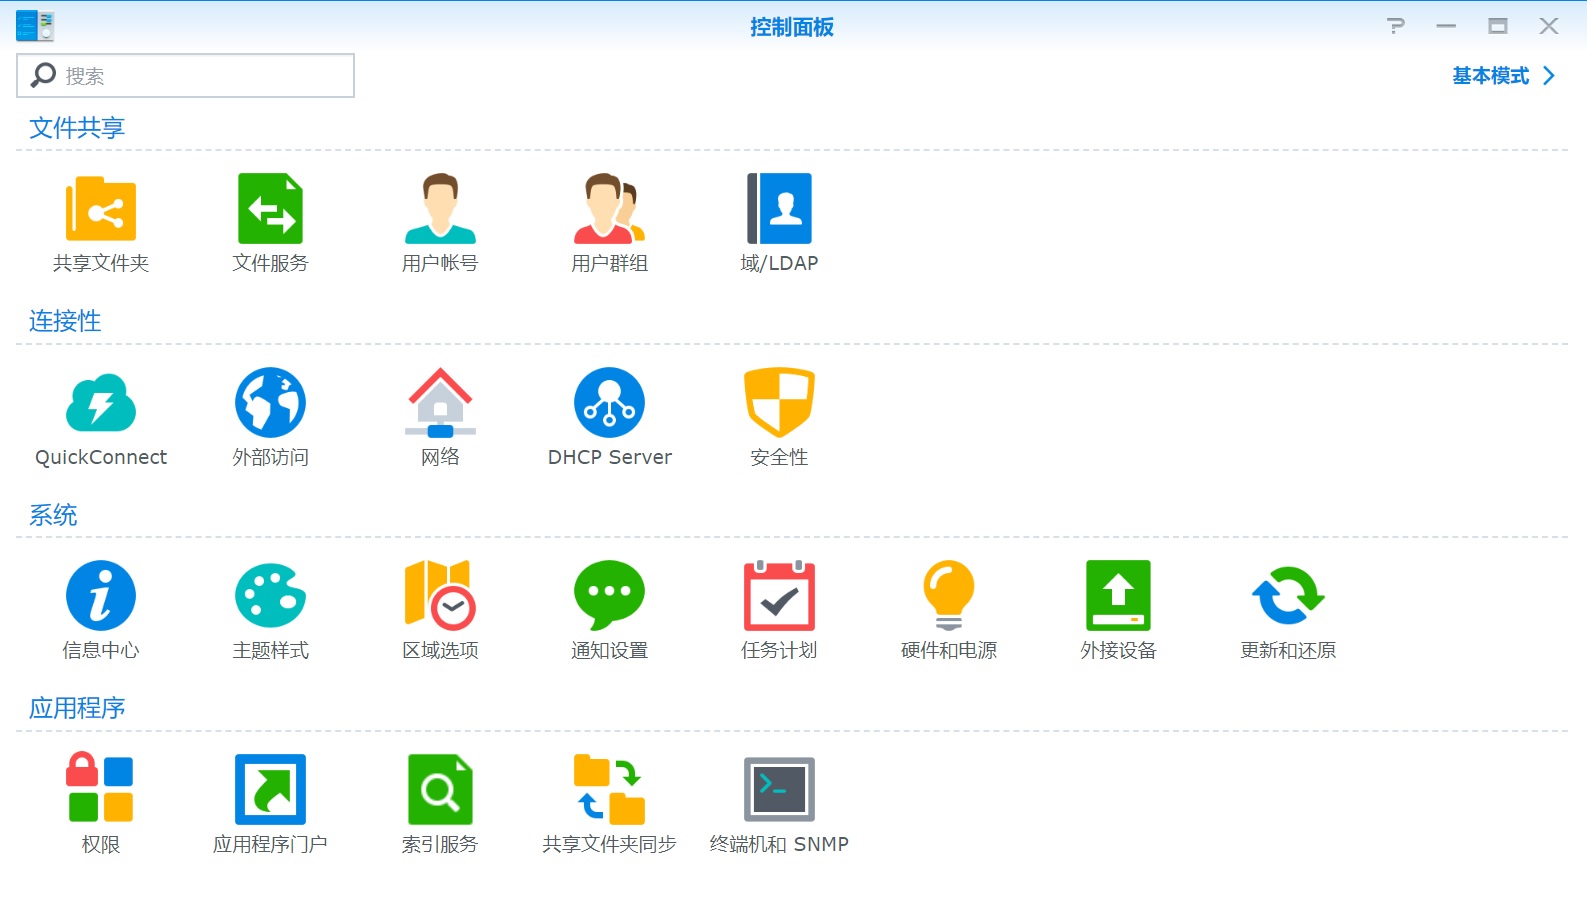 控制面板
搜索
基本模式
文件共享
共享文件夹
文件服务
用户帐号
用户群组
域/LDAP
连接性
QuickConnect
外部访问
网络
DHCP Server
安全性
系统
信息中心
主题样式
区域选项
通知设置
任务计划
硬件和电源
外接设备
更新和还原
应用程序
权限
应用程序门户
索引服务
共享文件夹同步
终端机和 SNMP